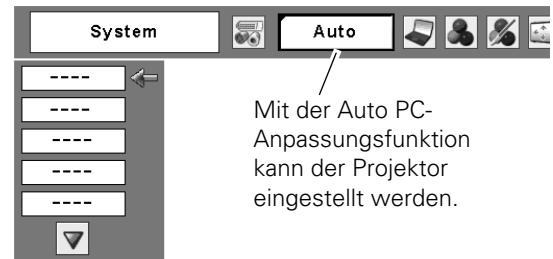 System
Auto
----
----
----
----
----
Mit der Auto PC-
Anpassungsfunktion
kann der Projektor
eingestellt werden.